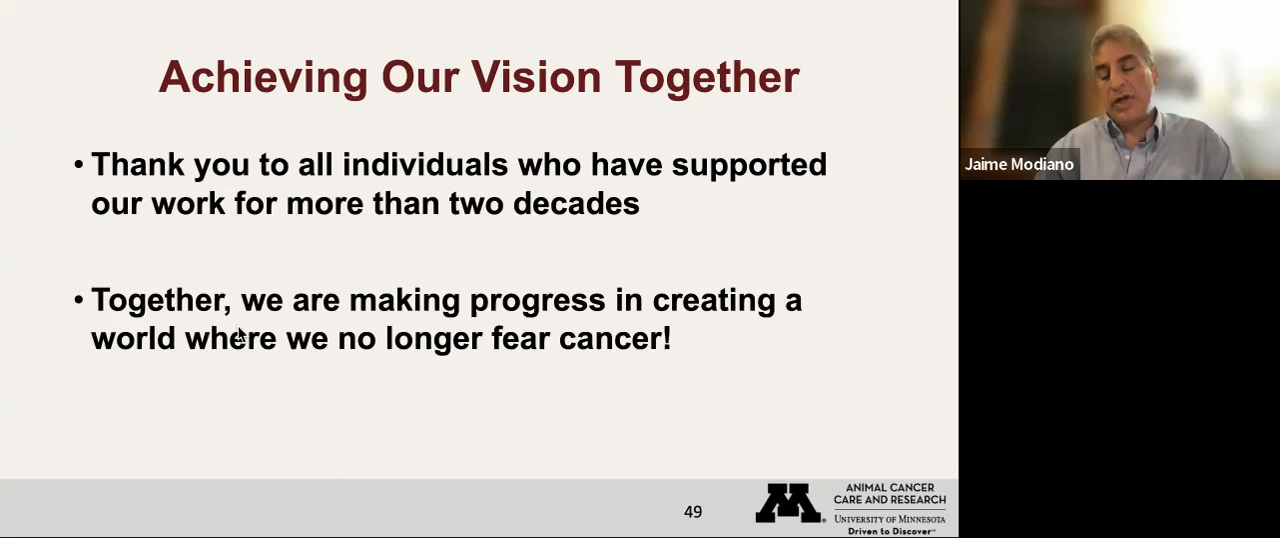 Achieving Our Vision Together
• Thank you to all individuals who have supported
our work for more than two decades
• Together, we are making progress in creating a
world where we no longer fear cancer!
49
M
ANIMAL CANCER
CARE AND RESEARCH
UNIVERSITY OF MINNESOTA
Driven to Discover℠
Jaime Modiano